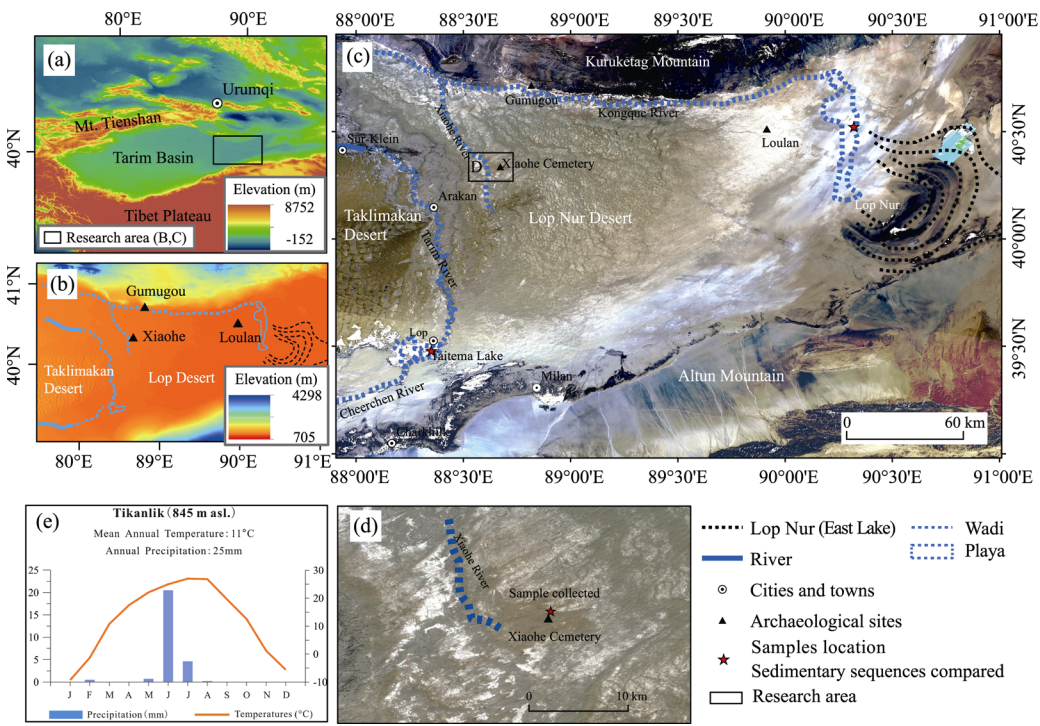 80°E 90°E
(a)
Urumqi
Mt. Tienshan
40°N
Tarim Basin
Elevation (m)
8752
-152
Tibet Plateau
Research area (B,C)
41°N
(b)
Gumugou
Xiaohe
Loulan
40°N
Taklimakan
Desert
Lop Desert
Elevation (m)
4298
705
80°E 89°E 90°E 91°E
88°00'E 88°30'E 89°00'E 89°30'E 90°00'E 90°30'E 91°00'E
(c)
Kuruketag Mountain
Gumugou
Kongque River
Xiaohe River
Sur-Klein
Loulan
40°30'N
D
Xiaohe Cemetery
Arakan
Taklimakan
Desert
Lop Nur Desert
Lop Nur
40°00'N
Tarim River
Lop
Taitema Lake
39°30'N
Milan
Altun Mountain
Cheerchen River
Charkhlik
0 60 km
88°00'E 88°30'E 89°00'E 89°30'E 90°00'E 90°30'E 91°00'E
(e)
Tikanlik(845 m asl.)
Mean Annual Temperature:11°C
Annual Precipitation:25mm
25 30
20 20
15
10 10
5 0
0 -10
J F M A M J J A S O N D
Precipitation(mm) Temperatures(°C)
(d)
Xiaohe River
Sample collected
Xiaohe Cemetery
0 10 km
Lop Nur (East Lake) Wadi
River Playa
Cities and towns
Archaeological sites
Samples location
Sedimentary sequences compared
Research area